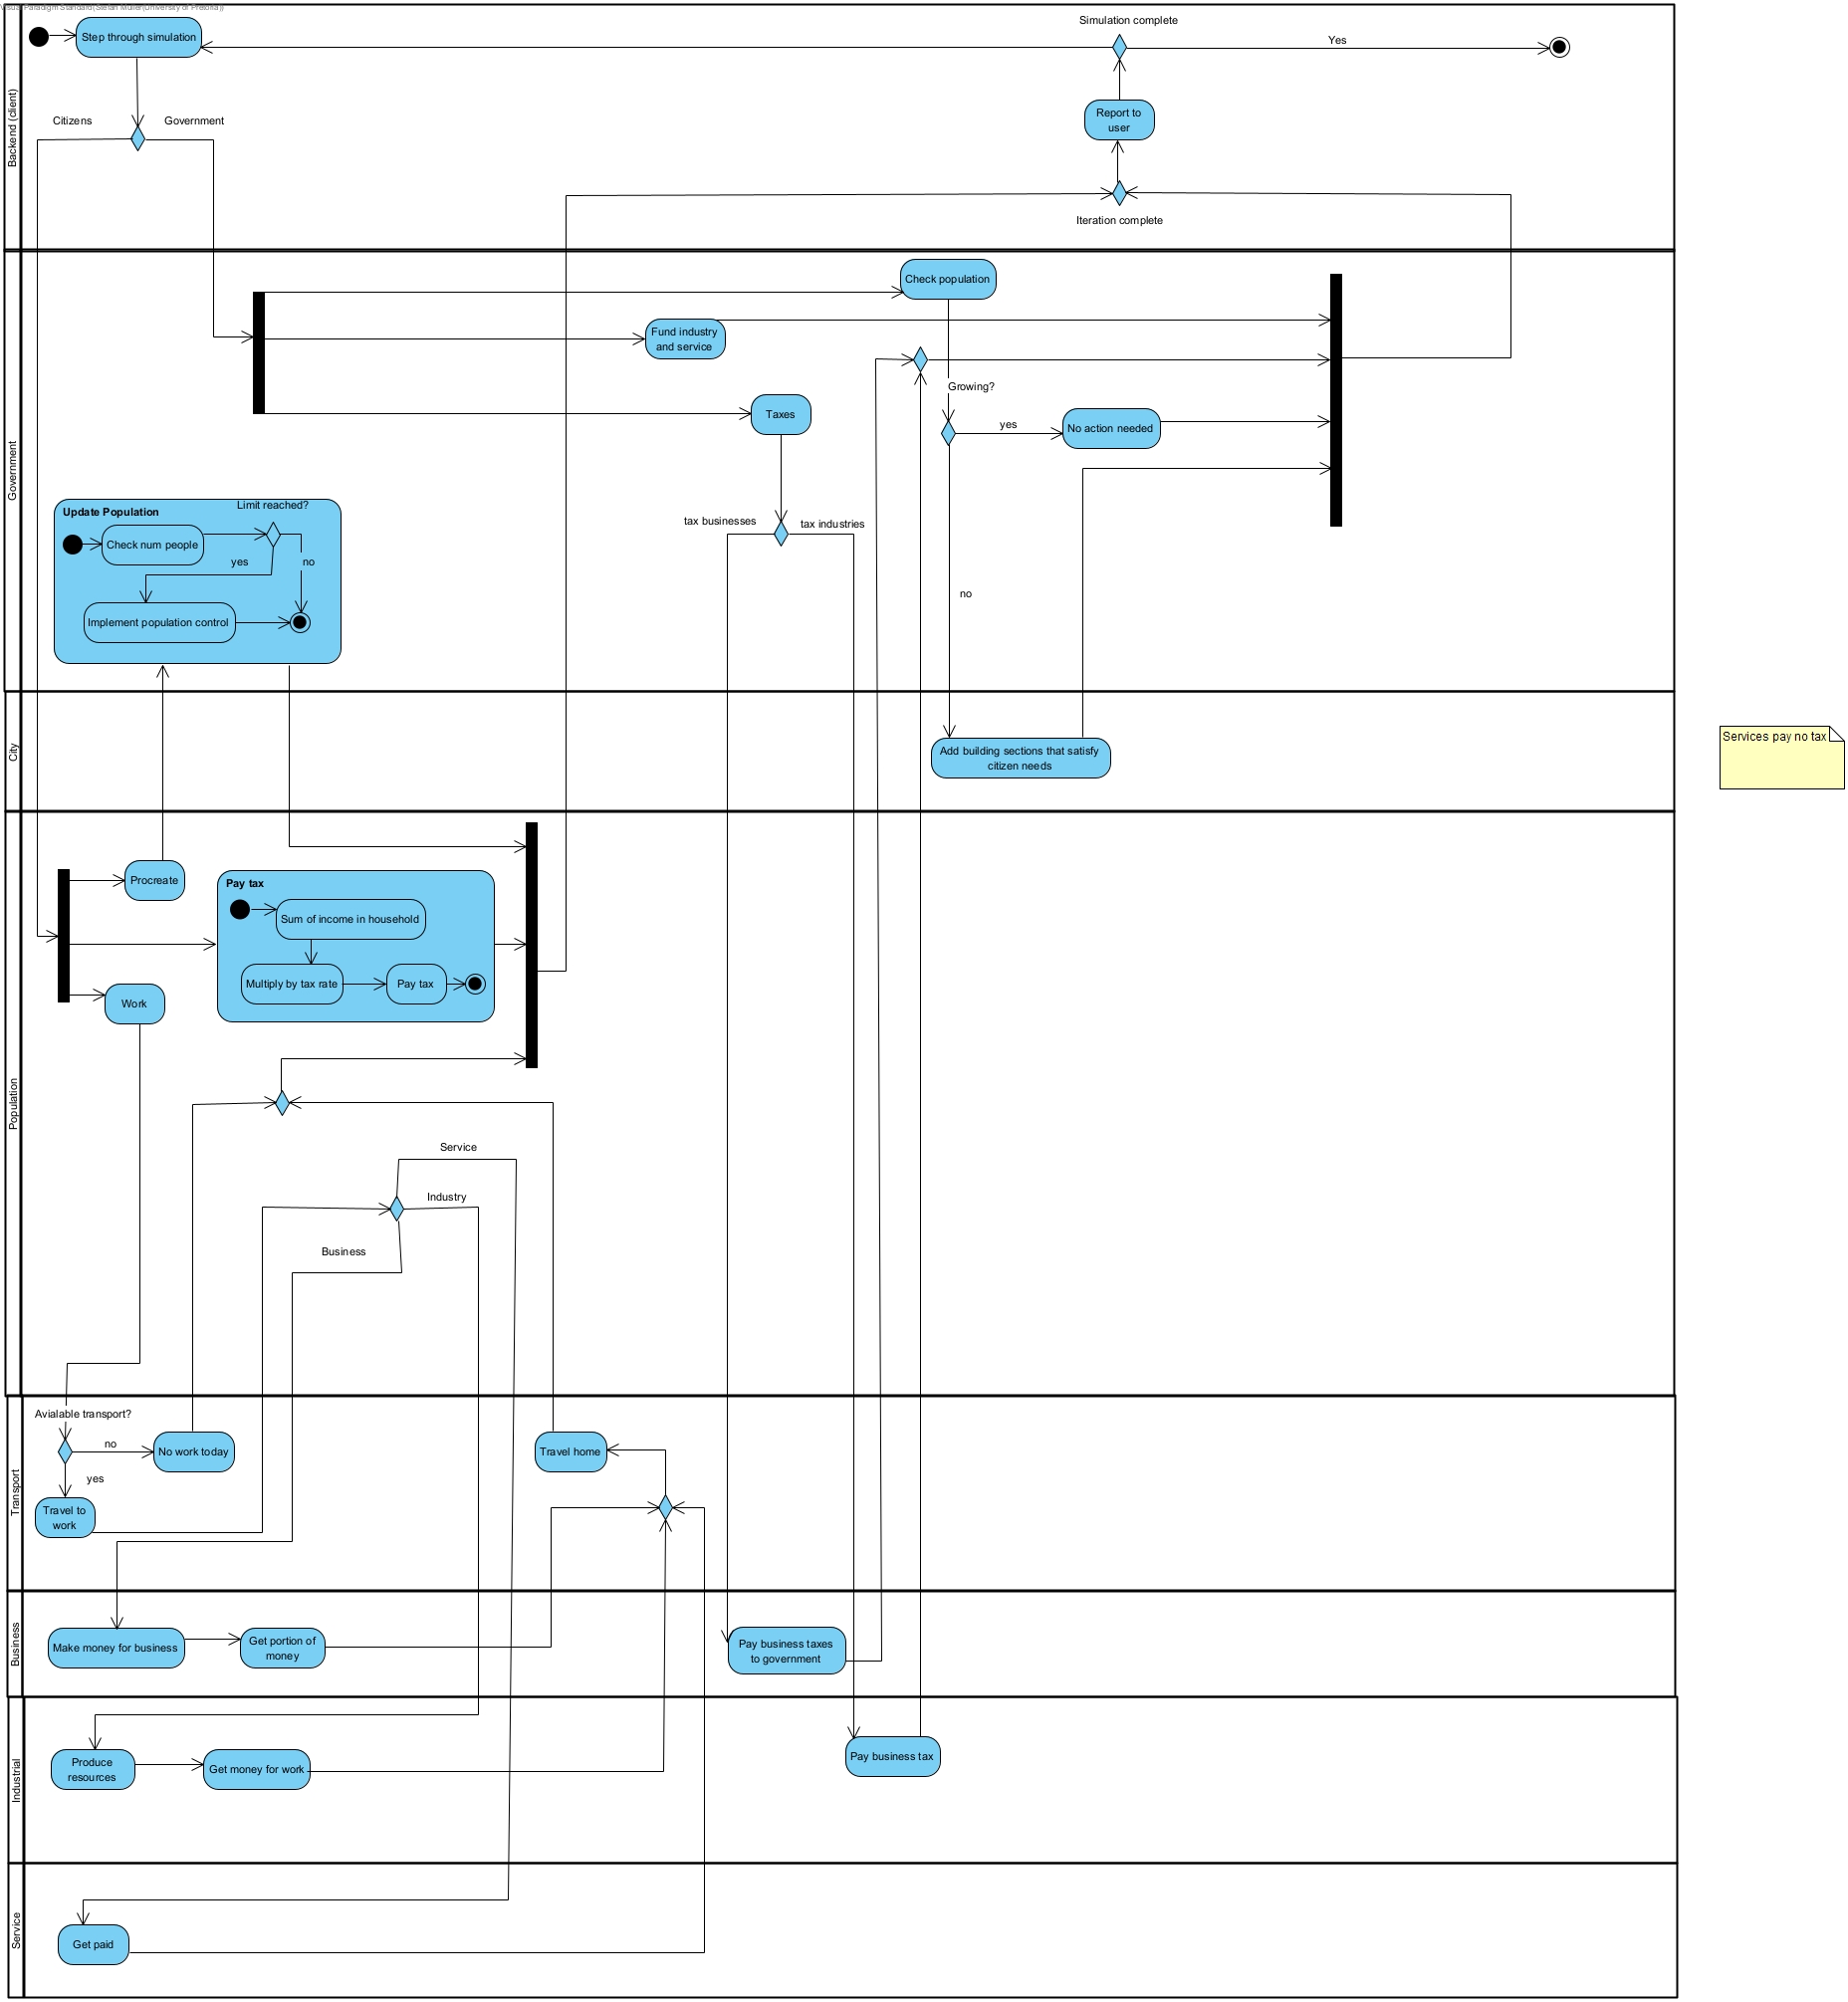 Visual Paradigm Standard(Stefan Muller(University of Pretoria))
Backend (client)
Step through simulation
Simulation complete
Yes
Citizens
Government
Report to
user
Iteration complete
Government
Check population
Fund industry
and service
Growing?
Taxes
yes
No action needed
tax businesses
tax industries
no
Update Population
Limit reached?
Check num people
yes
no
Implement population control
City
Add building sections that satisfy
citizen needs
Services pay no tax
Population
Procreate
Pay tax
Sum of income in household
Multiply by tax rate
Pay tax
Work
Service
Industry
Business
Transport
Avialable transport?
no
No work today
yes
Travel to
work
Travel home
Business
Make money for business
Get portion of
money
Pay business taxes
to government
Industrial
Produce
resources
Get money for work
Pay business tax
Service
Get paid